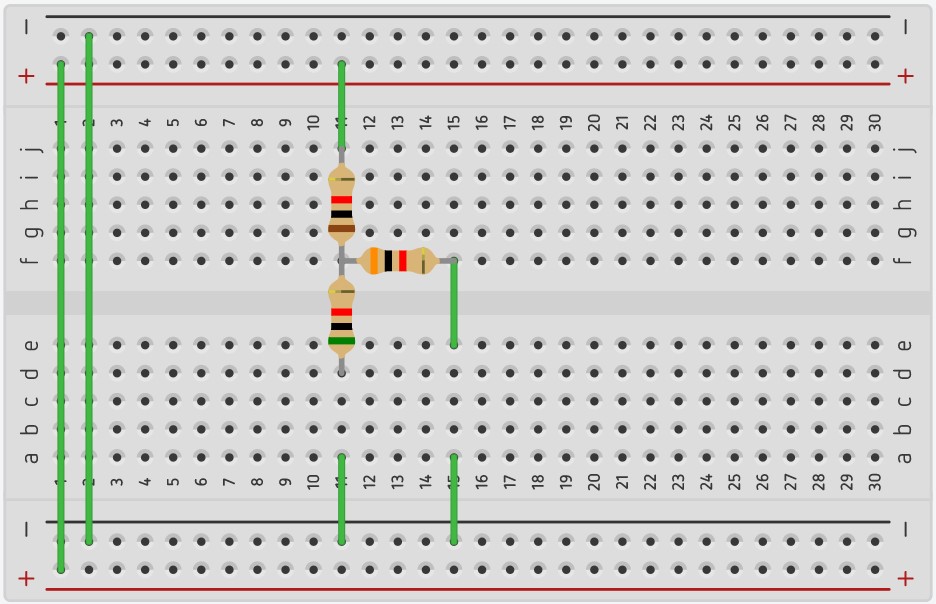 − −
+ +
1 2 3 4 5 6 7 8 9 10 11 12 13 14 15 16 17 18 19 20 21 22 23 24 25 26 27 28 29 30
j j
i i
h h
g g
f f
e e
d d
c c
b b
a a
1 2 3 4 5 6 7 8 9 10 11 12 13 14 15 16 17 18 19 20 21 22 23 24 25 26 27 28 29 30
− −
+ +